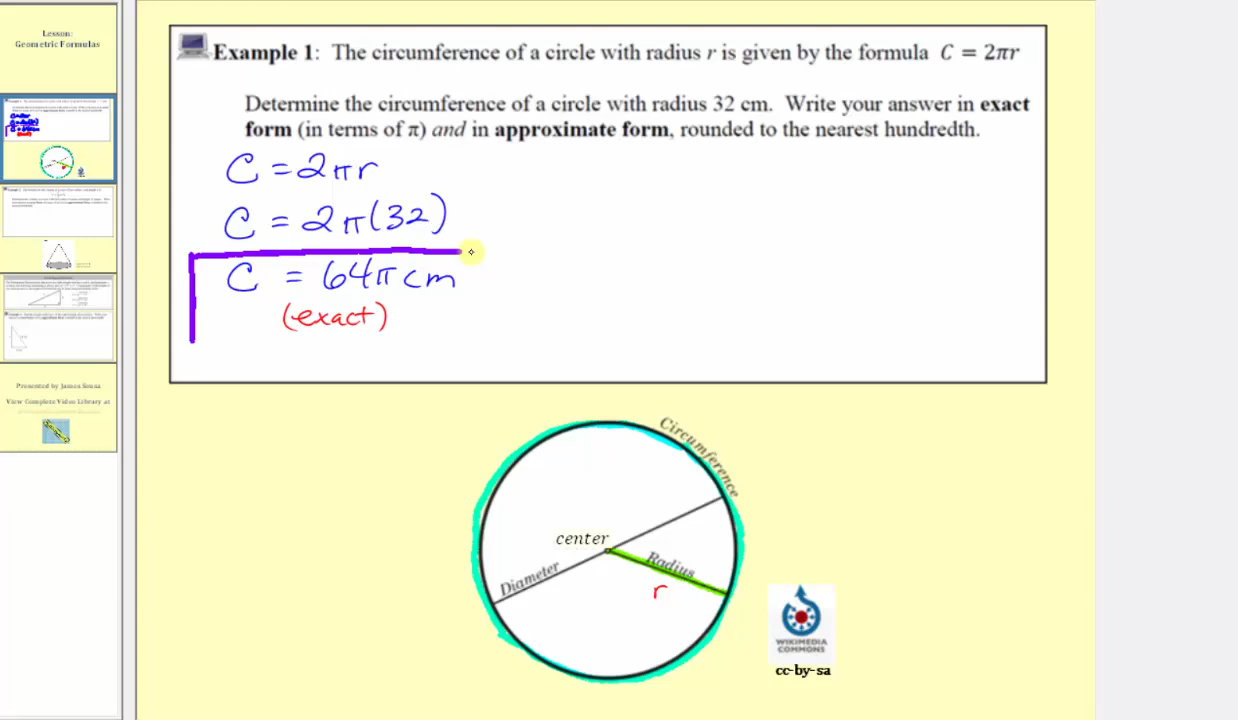 Lesson:
Geometric Formulas
Presented by James Sousa
View Complete Video Library at
Example 1: The circumference of a circle with radius r is given by the formula C = 2πr
Determine the circumference of a circle with radius 32 cm. Write your answer in exact
form (in terms of π) and in approximate form, rounded to the nearest hundredth.
C = 2πr
C = 2π(32)
C = 64π cm
(exact)
Circumference
center
Radius
Diameter
r
WIKIMEDIA
COMMONS
cc-by-sa